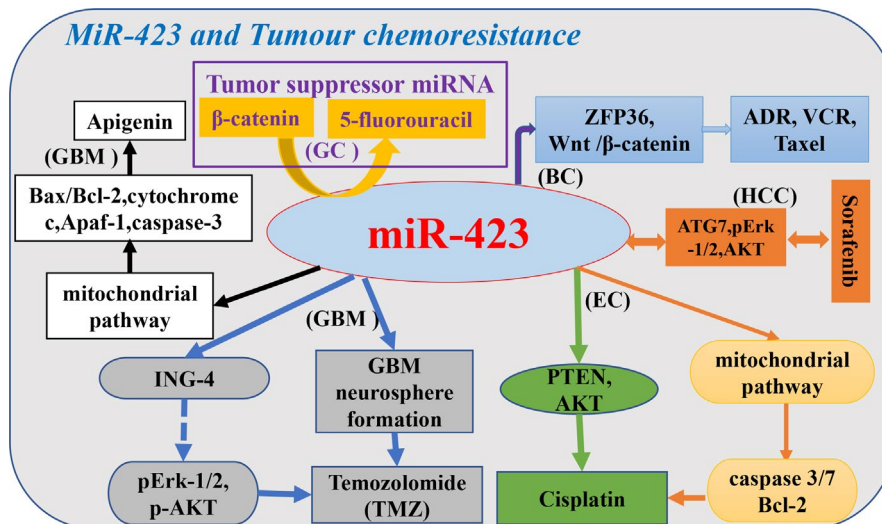 MiR-423 and Tumour chemoresistance
Tumor suppressor miRNA
β-catenin
5-fluorouracil
(GC )
Apigenin
(GBM )
Bax/Bcl-2,cytochrome
c,Apaf-1,caspase-3
mitochondrial
pathway
ZFP36,
Wnt /β-catenin
ADR, VCR,
Taxel
(BC)
miR-423
(HCC)
ATG7,pErk
-1/2,AKT
Sorafenib
(GBM )
(EC)
ING-4
GBM
neurosphere
formation
PTEN,
AKT
mitochondrial
pathway
pErk-1/2,
p-AKT
Temozolomide
(TMZ)
Cisplatin
caspase 3/7
Bcl-2